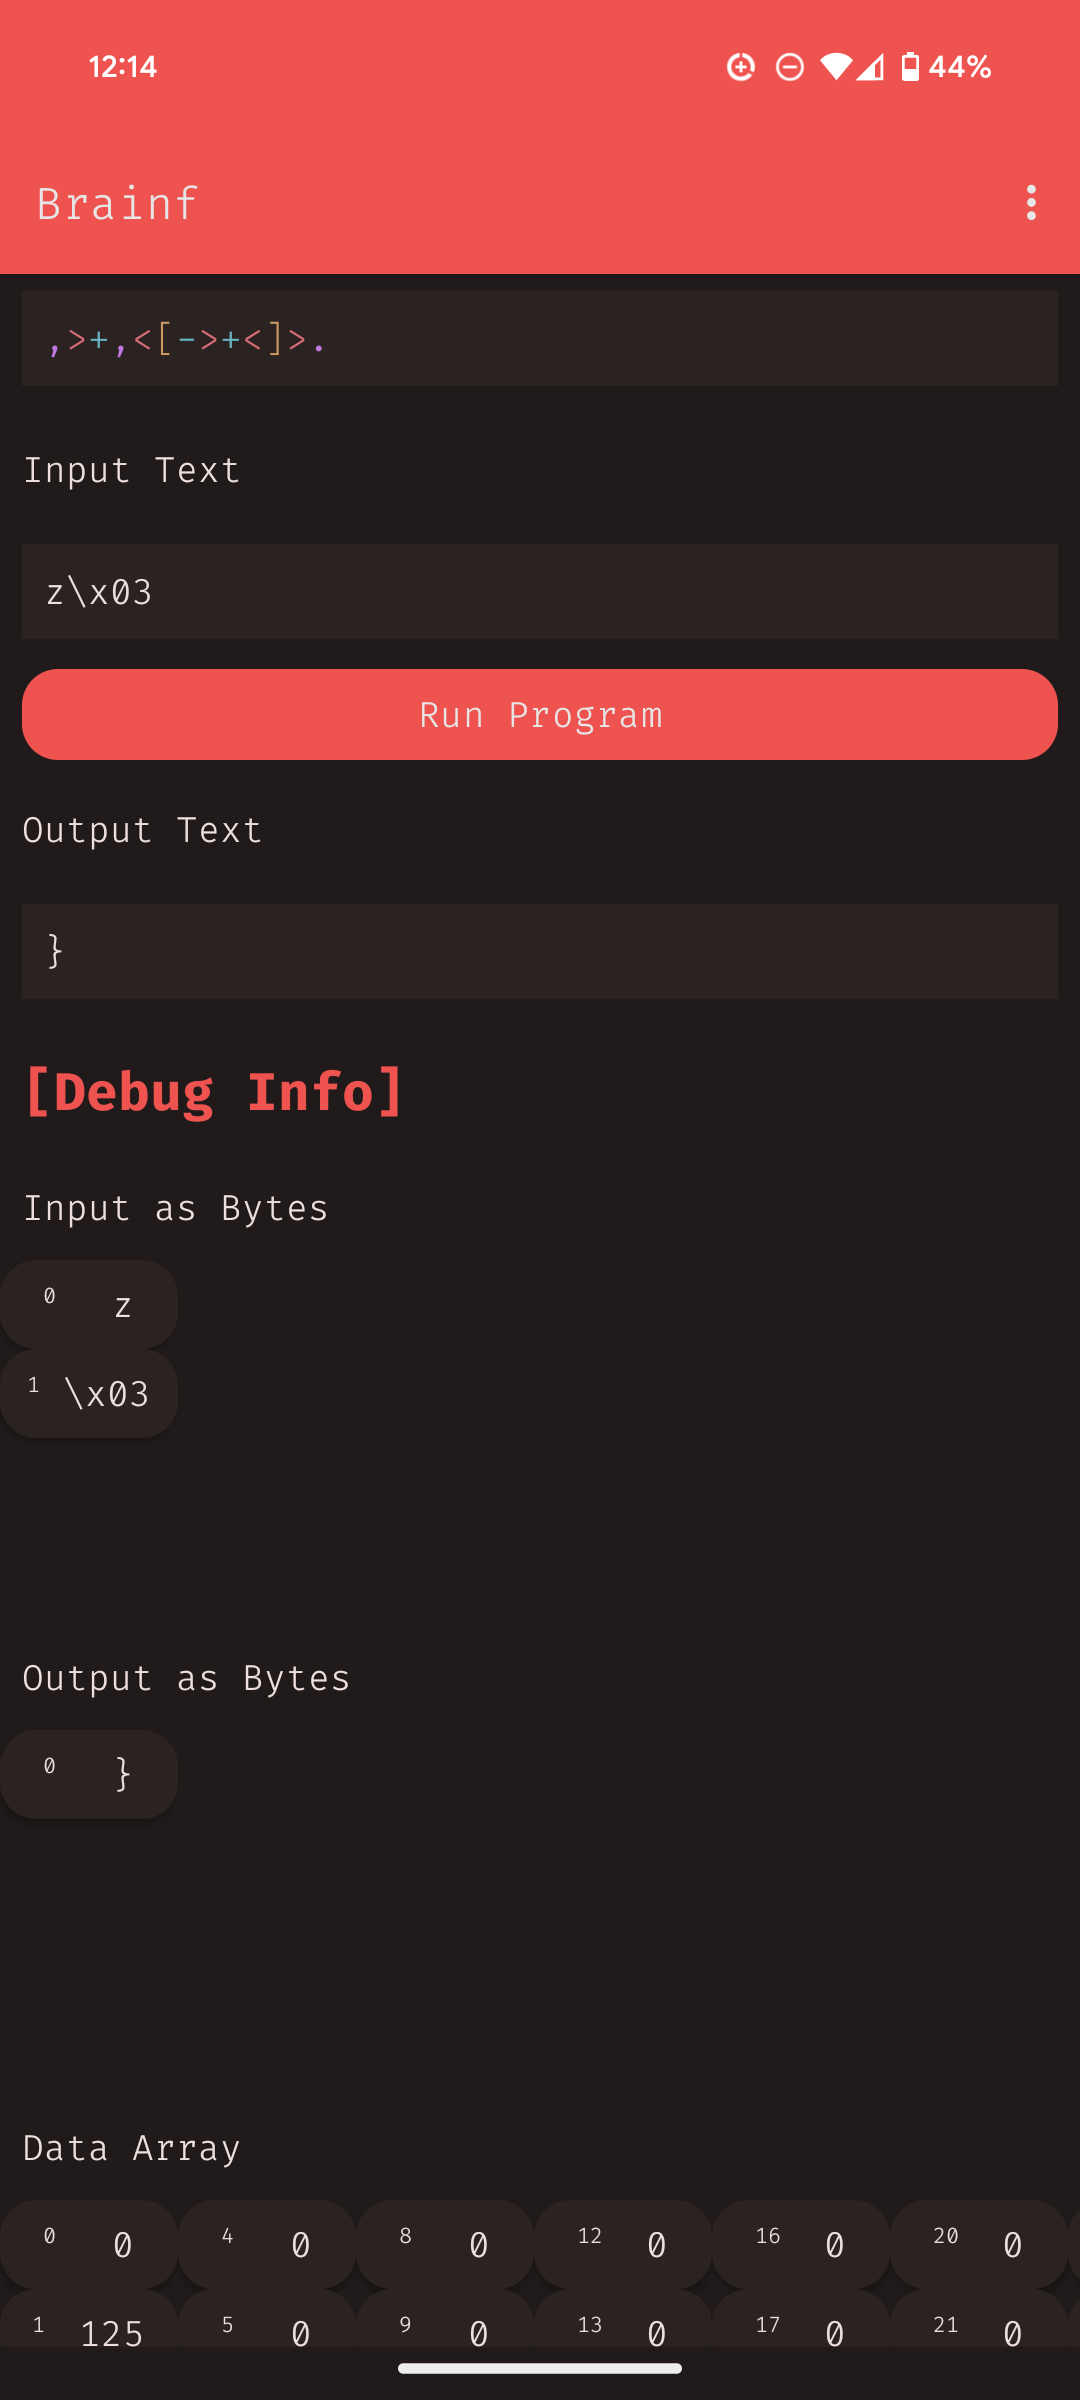 12:14 44%
Brainf
,>+,<[->+<]>.
Input Text
z\x03
Run Program
Output Text
}
[Debug Info]
Input as Bytes
0 z
1 \x03
Output as Bytes
0 }
Data Array
0 0 4 0 8 0 12 0 16 0 20 0
1 125 5 0 9 0 13 0 17 0 21 0